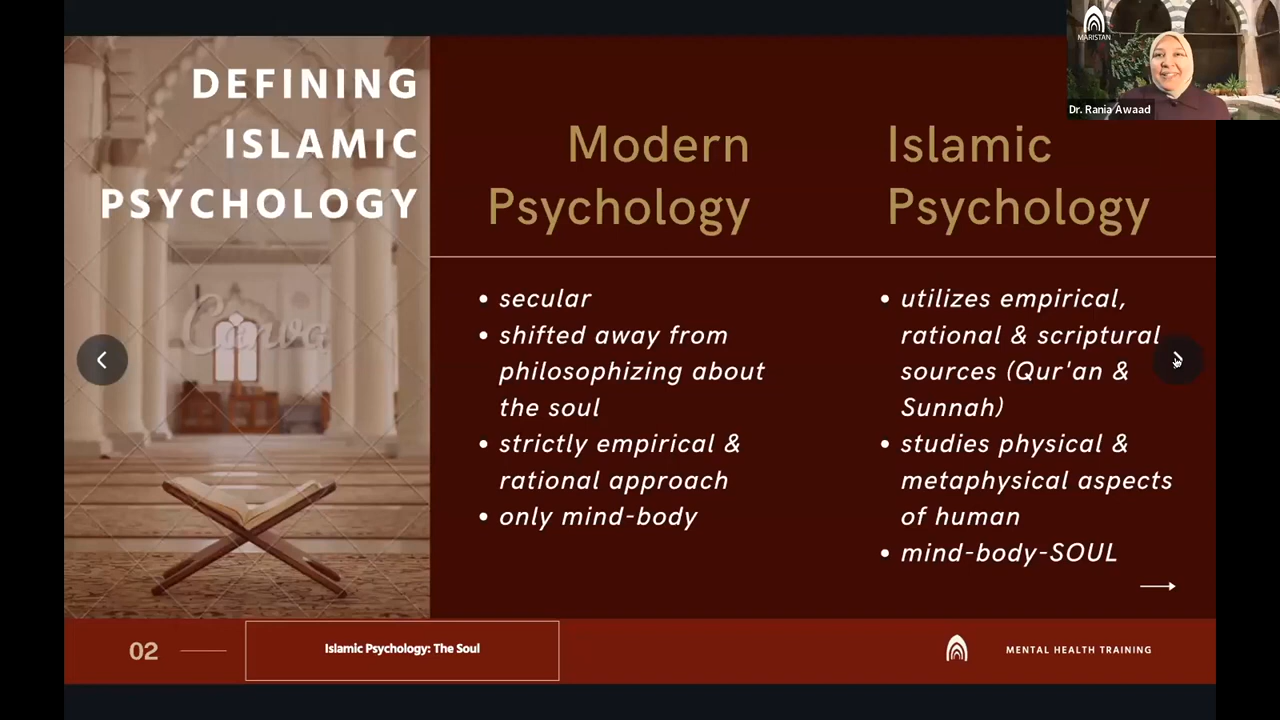 DEFINING
ISLAMIC
PSYCHOLOGY
Canva
Modern
Psychology
• secular
• shifted away from
philosophizing about
the soul
• strictly empirical &
rational approach
• only mind-body
Islamic
Psychology
• utilizes empirical,
rational & scriptural
sources (Qur'an &
Sunnah)
• studies physical &
metaphysical aspects
of human
• mind-body-SOUL
MARISTAN
Dr. Rania Awaad
02
Islamic Psychology: The Soul
MENTAL HEALTH TRAINING